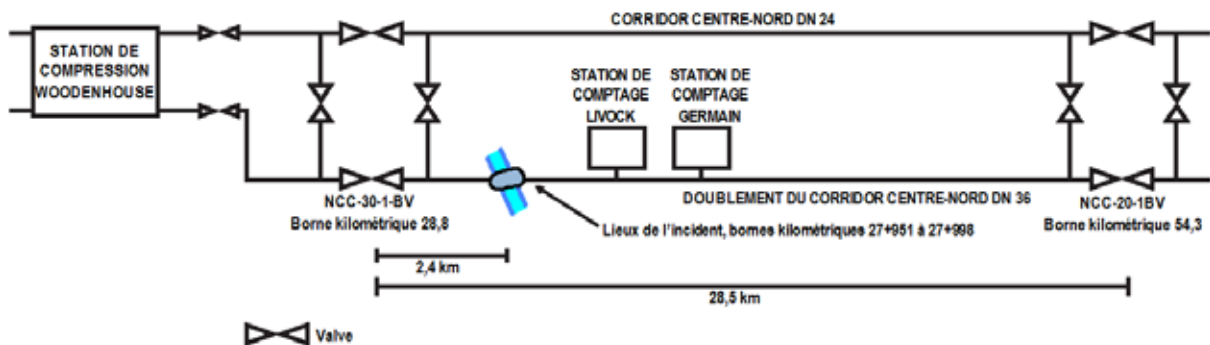 CORRIDOR CENTRE-NORD DN 24
STATION DE
COMPRESSION
WOODENHOUSE
STATION DE
COMPTAGE
LIVOCK
STATION DE
COMPTAGE
GERMAIN
NCC-30-1-BV
Borne kilométrique 28,8
DOUBLEMENT DU CORRIDOR CENTRE-NORD DN 36
NCC-20-1BV
Borne kilométrique 54,3
Lieux de l'incident, bornes kilométriques 27+951 à 27+998
2,4 km
28,5 km
Valve